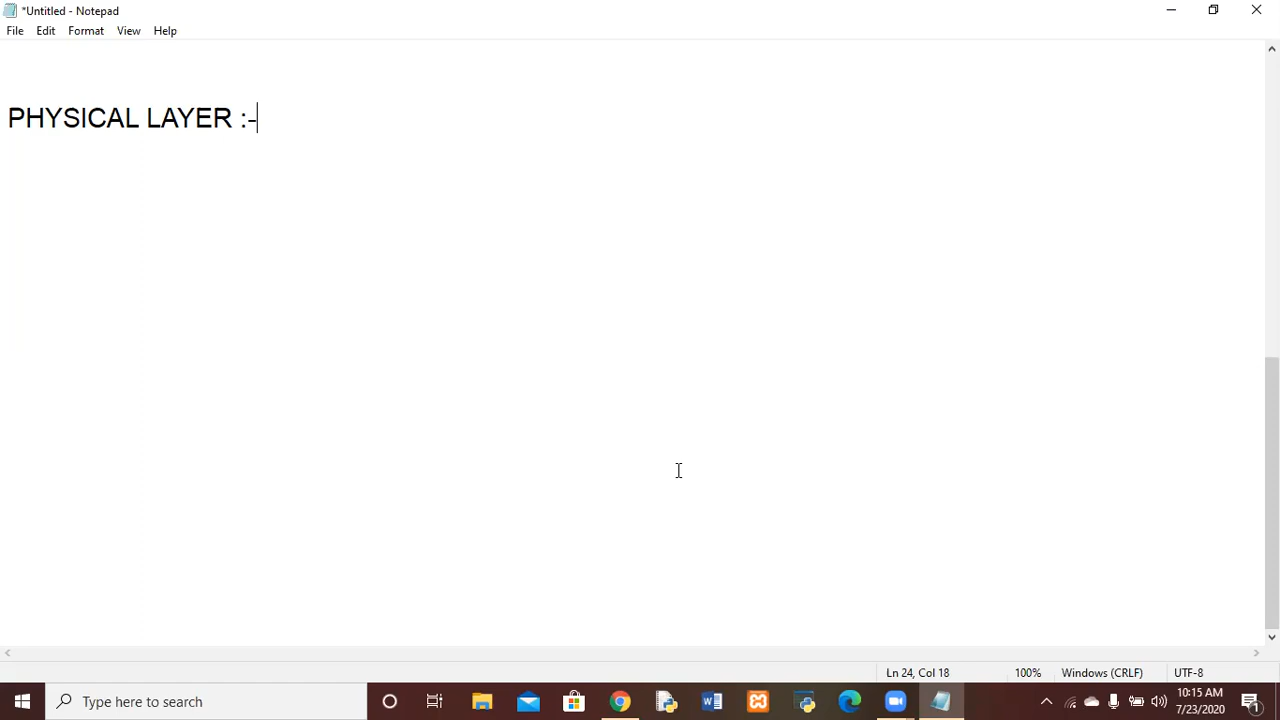 *Untitled - Notepad
File Edit Format View Help
PHYSICAL LAYER :-
Ln 24, Col 18 100% Windows (CRLF) UTF-8
Type here to search
10:15 AM
7/23/2020
1